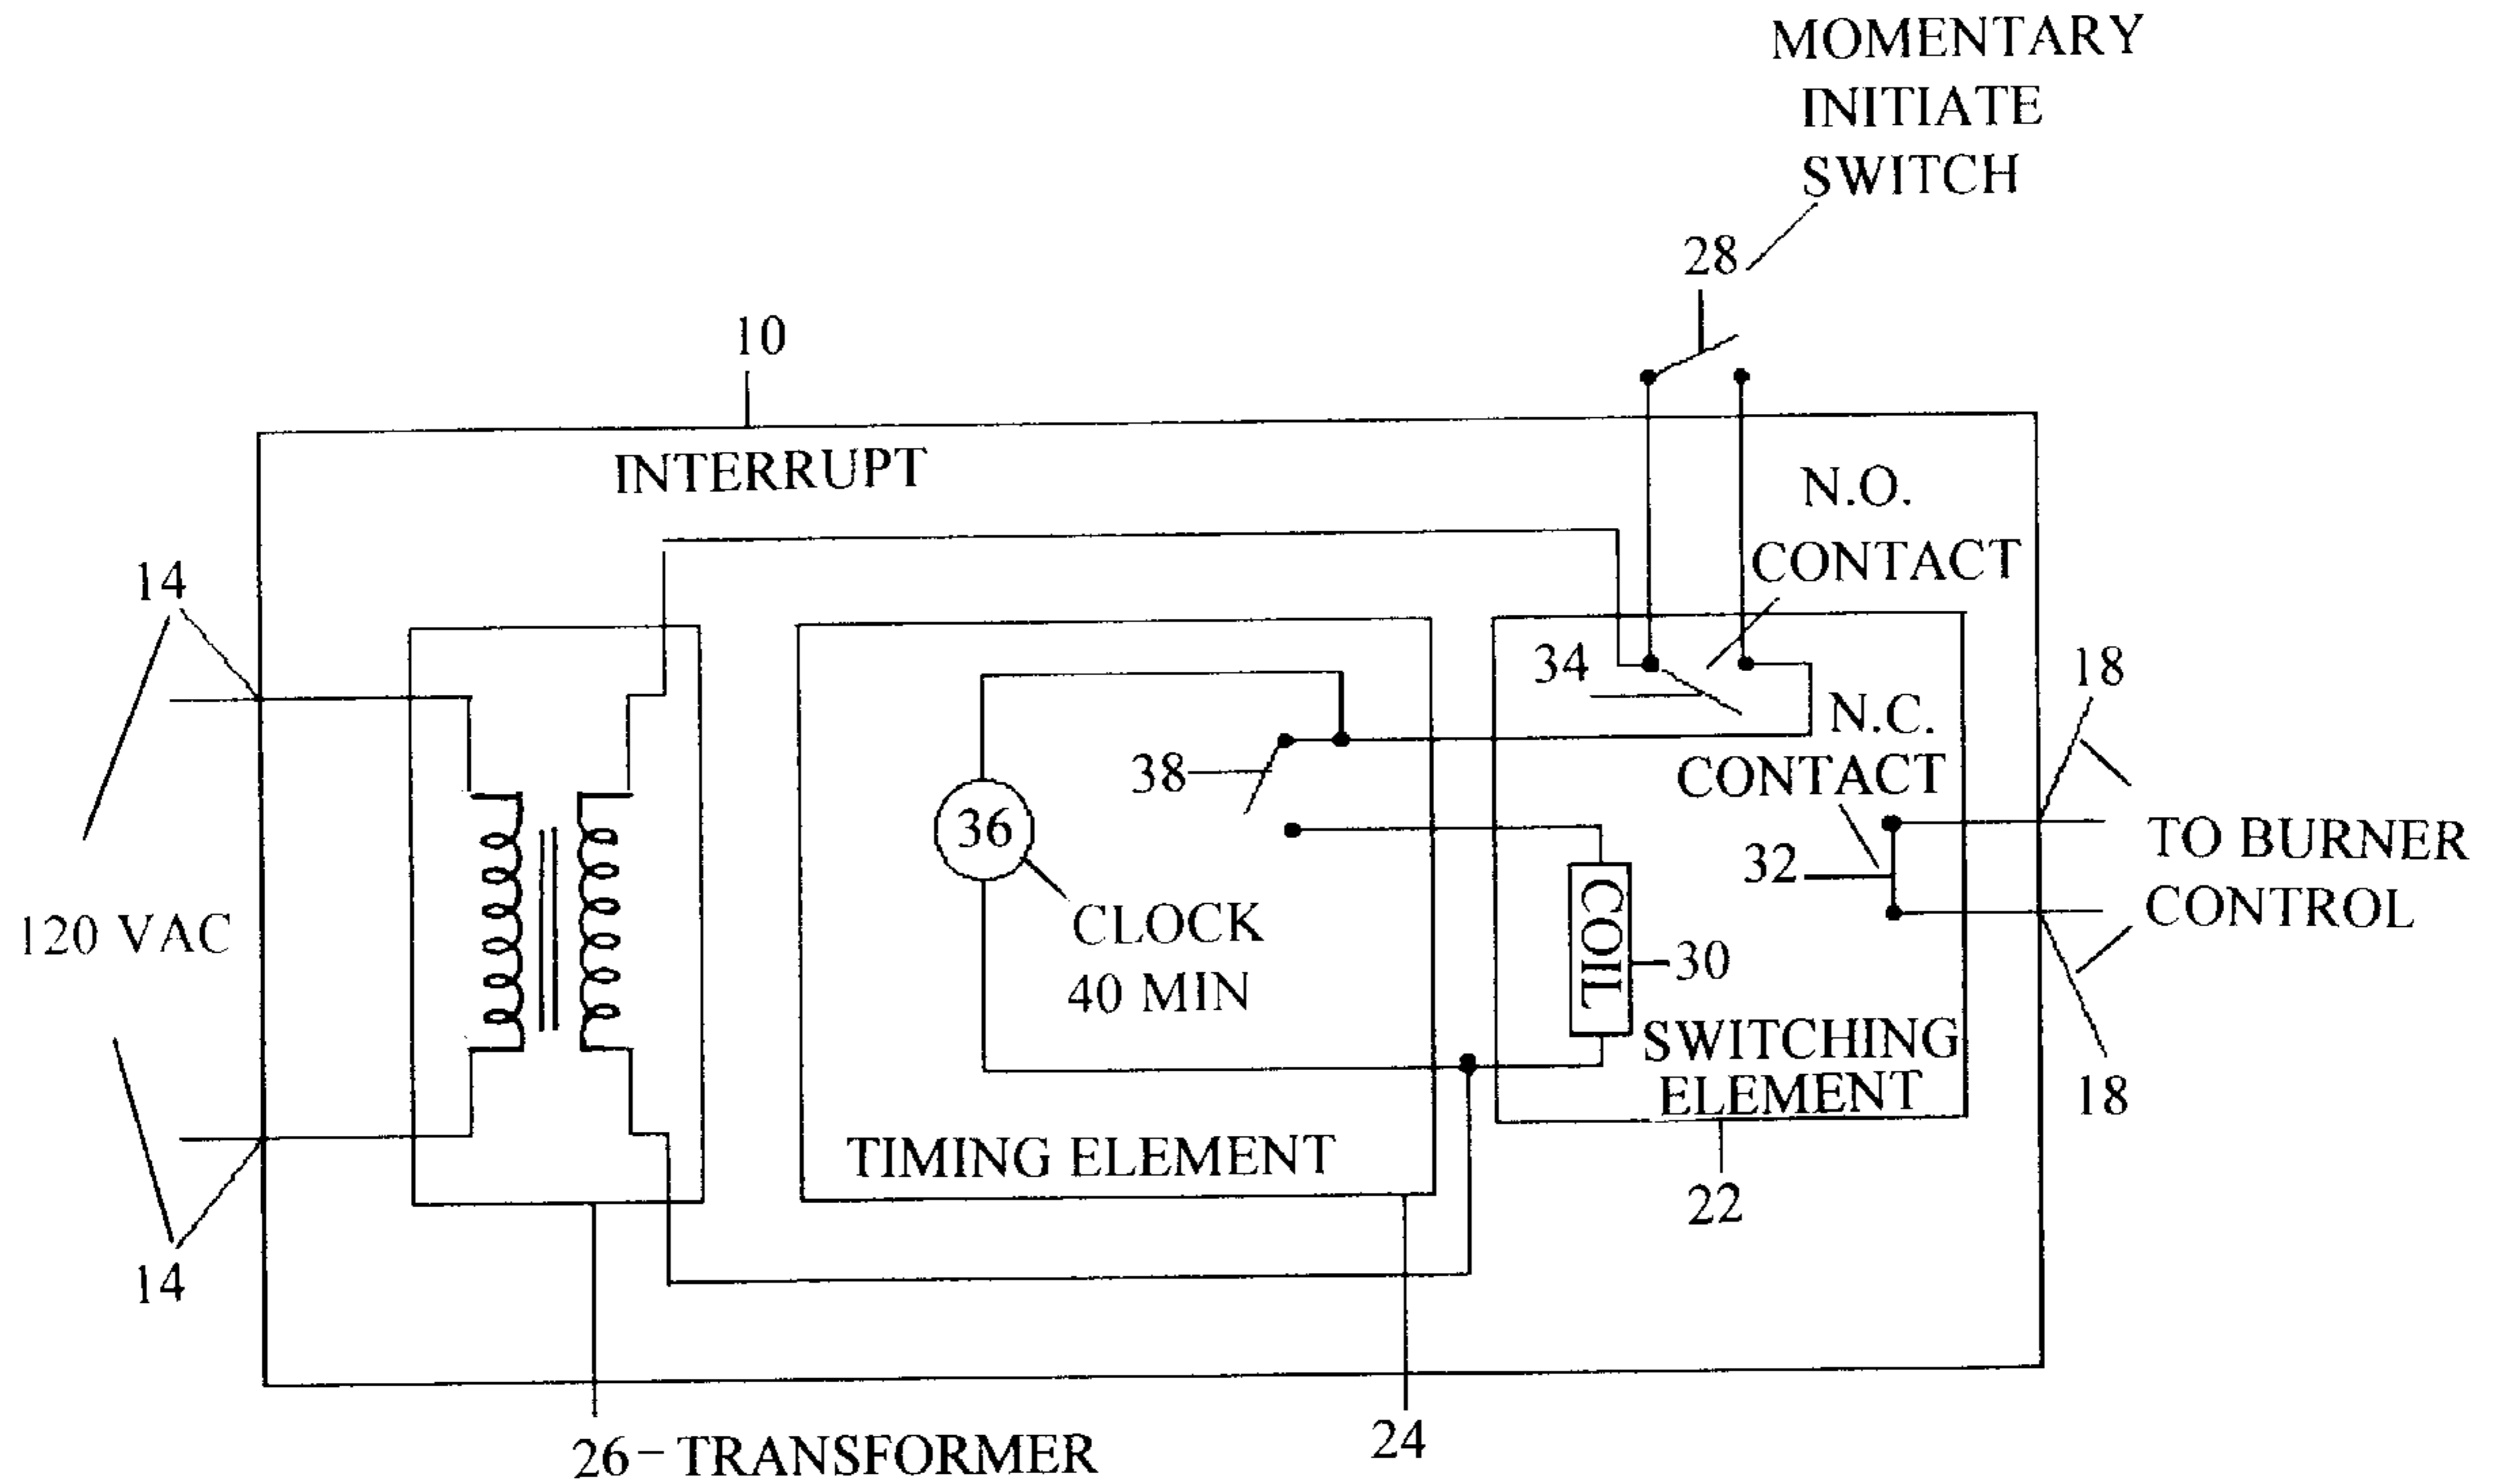 MOMENTARY
INITIATE
SWITCH
28
10
INTERRUPT
N.O.
CONTACT
14
34
18
N.C.
CONTACT
38
36
32
TO BURNER
CONTROL
120 VAC
CLOCK
40 MIN
COIL
30
SWITCHING
ELEMENT
18
TIMING ELEMENT
22
14
26 – TRANSFORMER
24